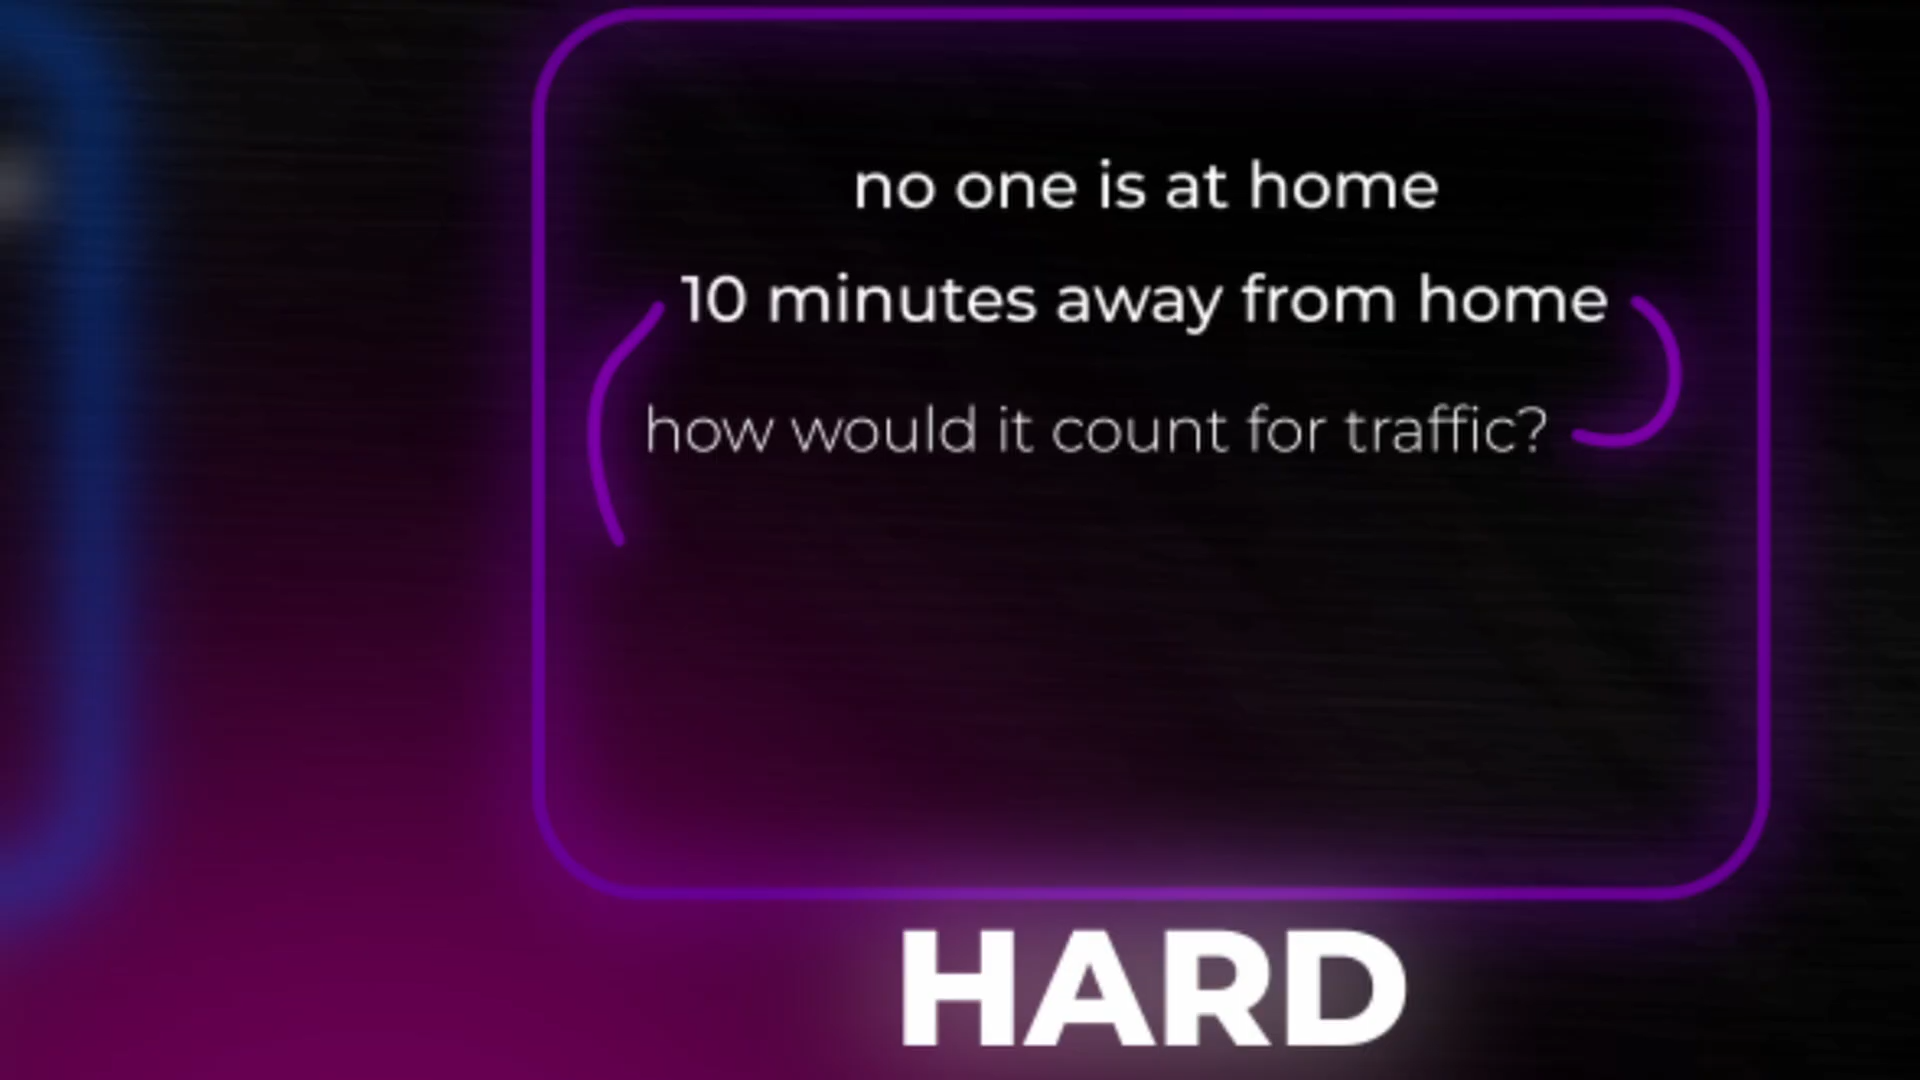 no one is at home
10 minutes away from home
how would it count for traffic?
HARD